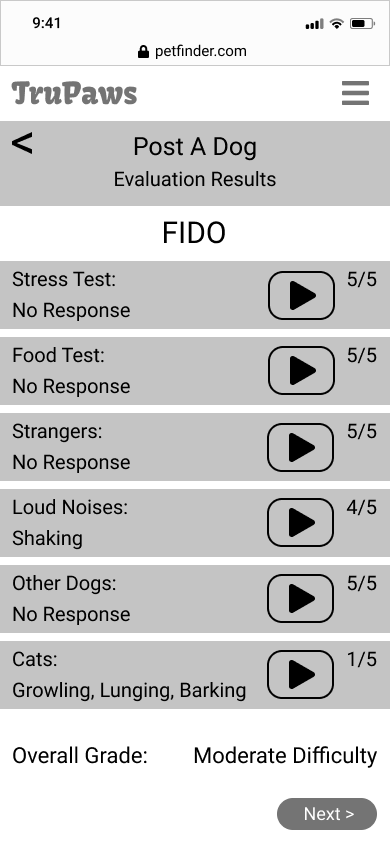 9:41
petfinder.com
TruPaws
< Post A Dog
Evaluation Results
FIDO
Stress Test: 5/5
No Response
Food Test: 5/5
No Response
Strangers: 5/5
No Response
Loud Noises: 4/5
Shaking
Other Dogs: 5/5
No Response
Cats: 1/5
Growling, Lunging, Barking
Overall Grade: Moderate Difficulty
Next >